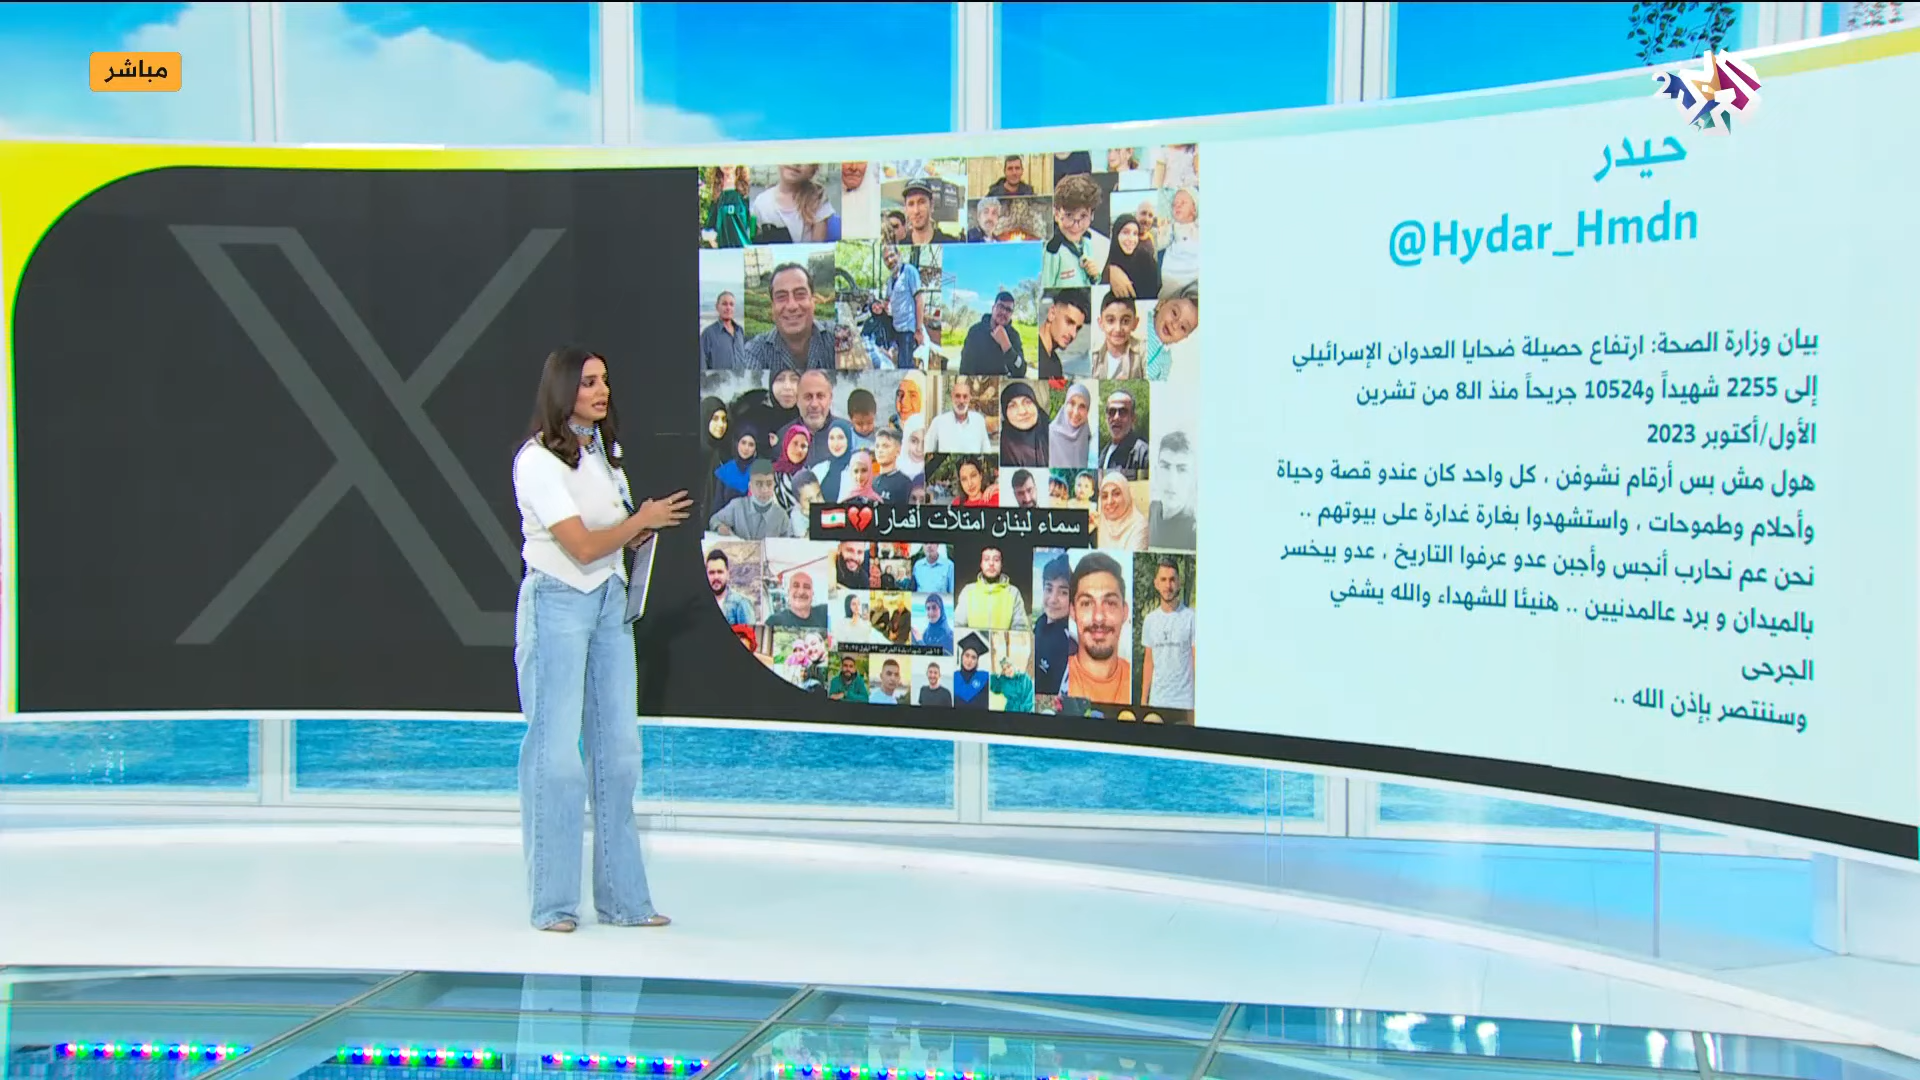 مباشر
حيدر
@Hydar_Hmdn
بيان وزارة الصحة: ارتفاع حصيلة ضحايا العدوان الإسرائيلي
إلى 2255 شهيداً و10524 جريحاً منذ الـ8 من تشرين
الأول/أكتوبر 2023
هول مش بس أرقام نشوفن ، كل واحد كان عندو قصة وحياة
وأحلام وطموحات ، واستشهدوا بغارة غدارة على بيوتهم ..
نحن عم نحارب أنجس وأجبن عدو عرفوا التاريخ ، عدو بيخسر
بالميدان و برد عالمدنيين .. هنيئا للشهداء والله يشفي
الجرحى
وسننتصر بإذن الله ..
سماء لبنان امتلات أقماراً💔🇱🇧